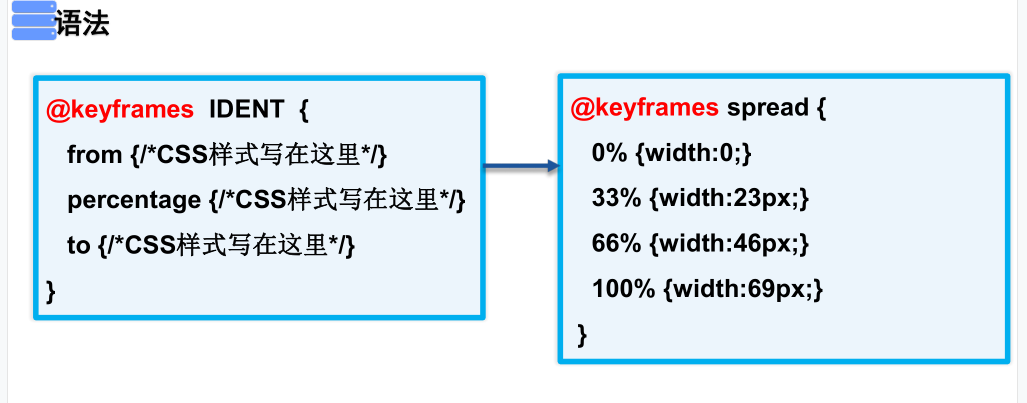 语法
@keyframes IDENT {
from {/*CSS样式写在这里*/}
percentage {/*CSS样式写在这里*/}
to {/*CSS样式写在这里*/}
}
@keyframes spread {
0% {width:0;}
33% {width:23px;}
66% {width:46px;}
100% {width:69px;}
}